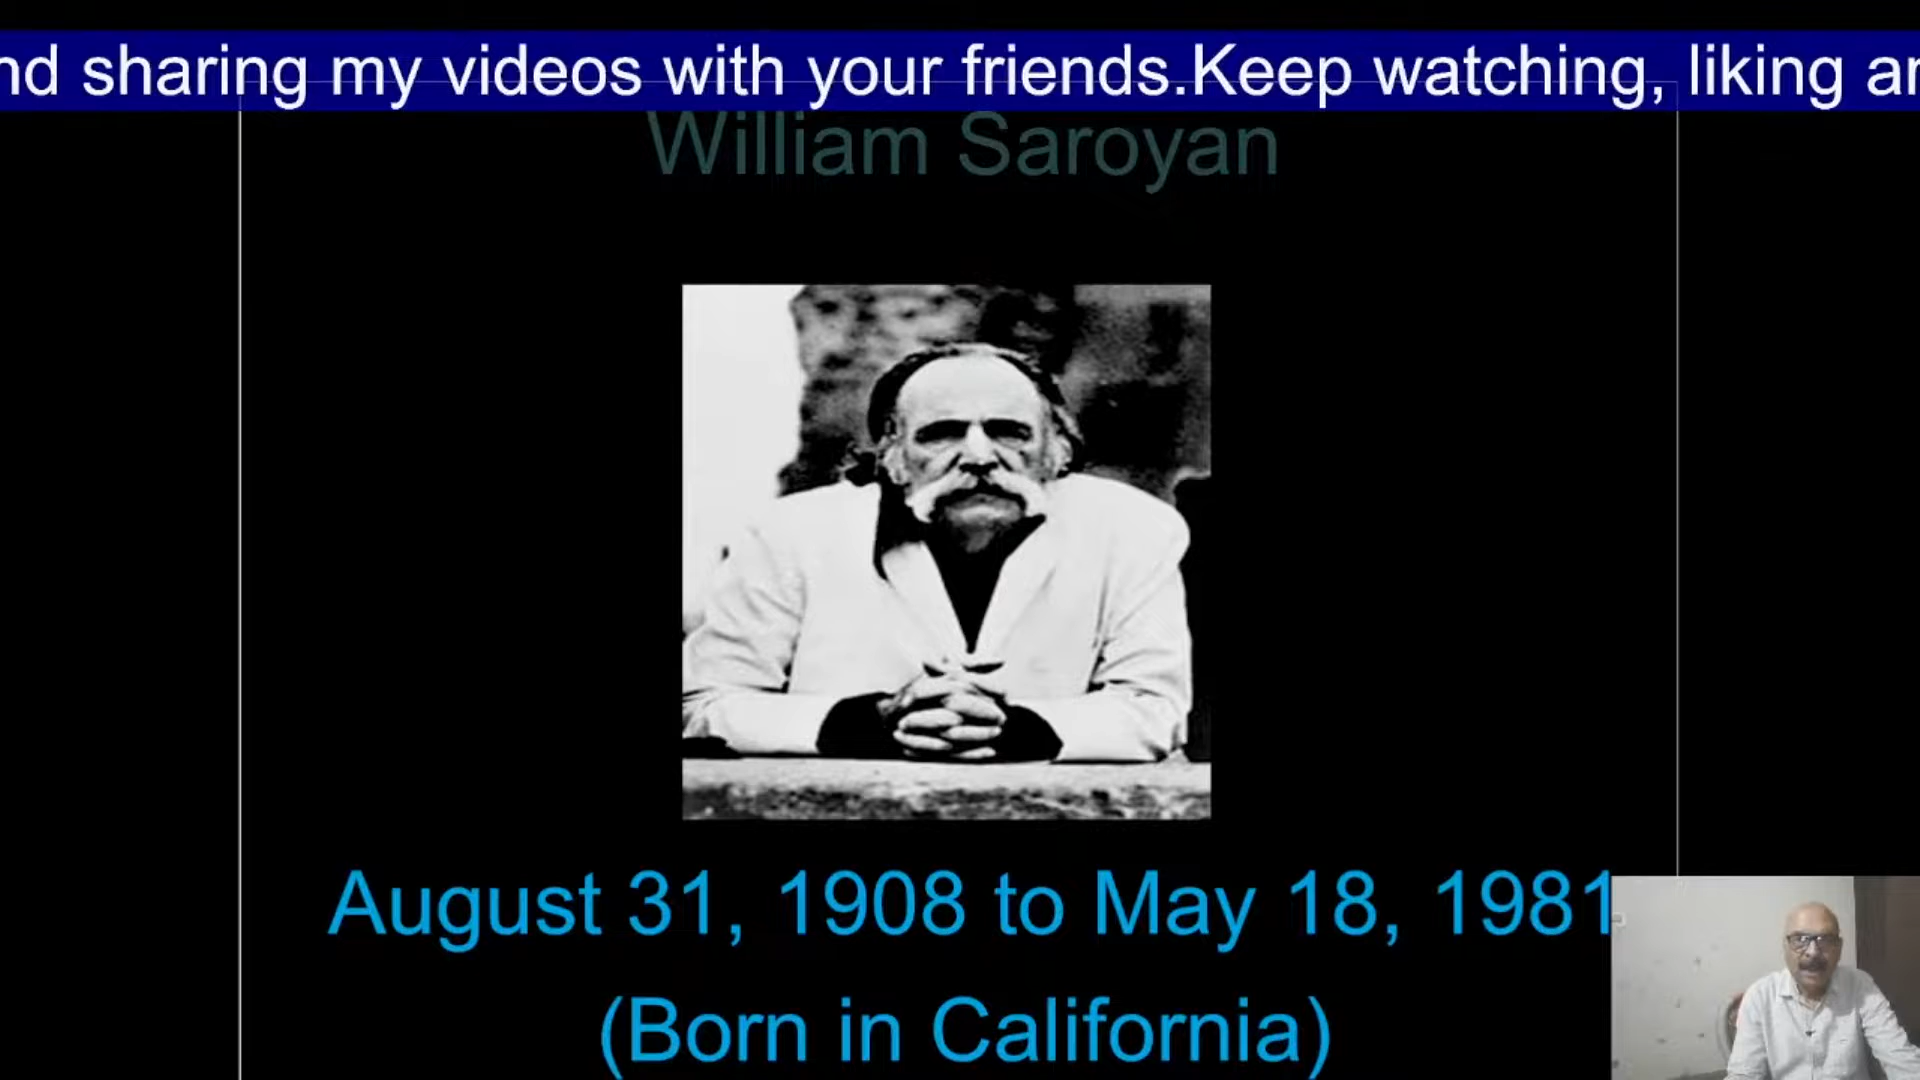 nd sharing my videos with your friends.Keep watching, liking
William Saroyan
August 31, 1908 to May 18, 1981
(Born in California)